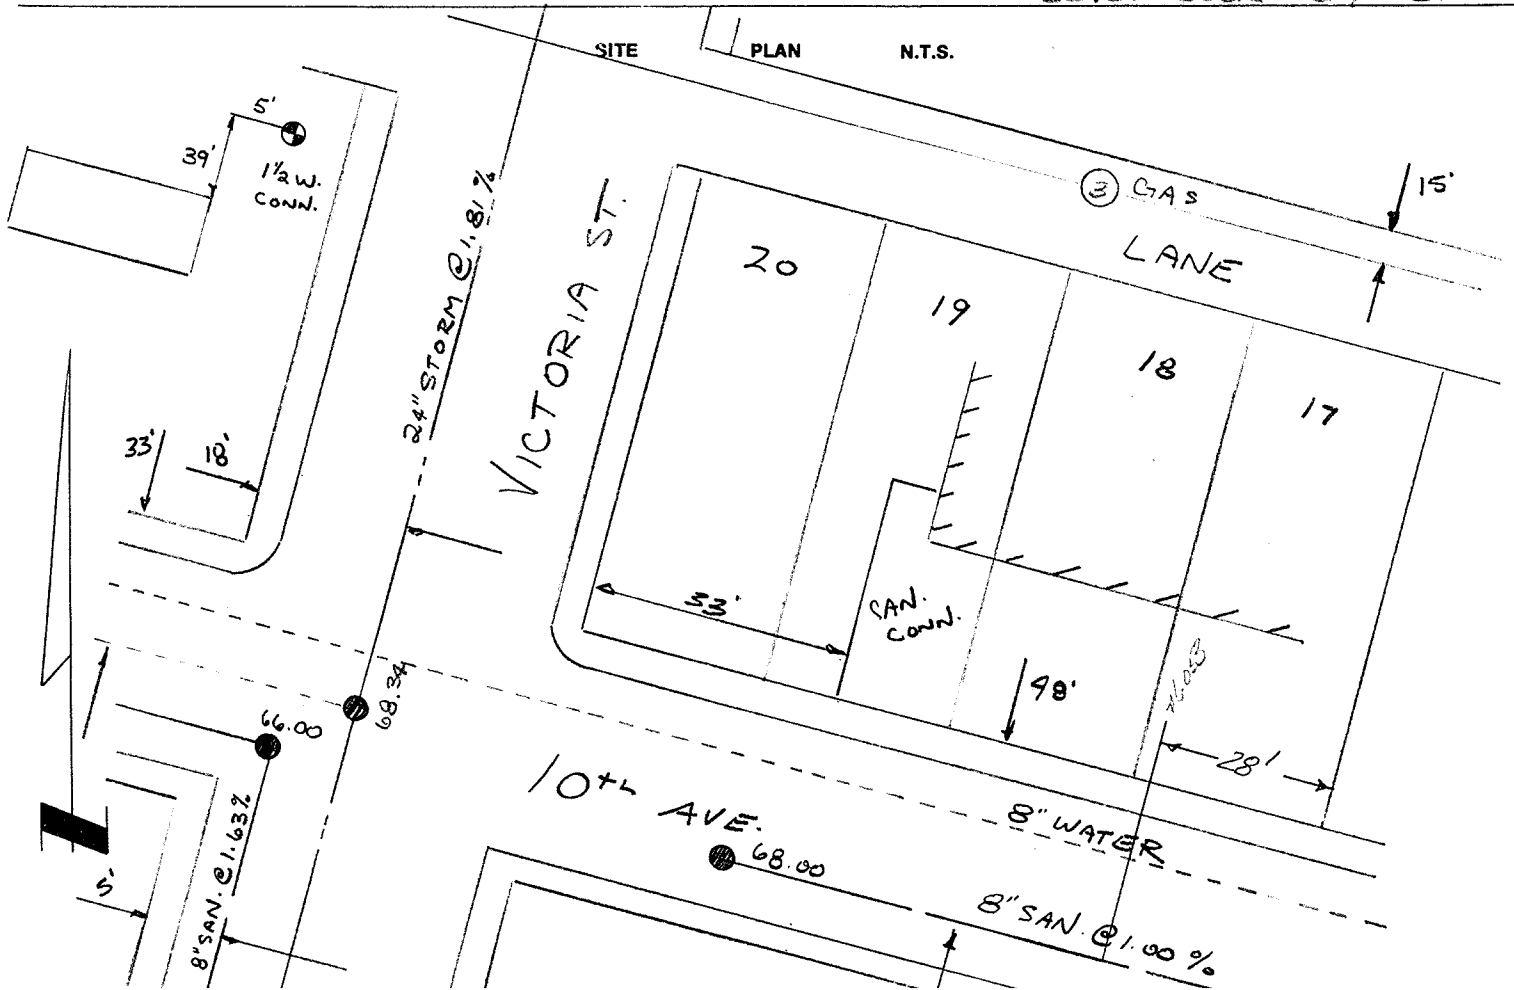 SITE PLAN N.T.S.
5'
39'
1½ W.
CONN.
24" STORM @ 1.81 %
VICTORIA ST.
3 GAS
15'
LANE
20
19
18
17
33'
18'
33'
SAN.
CONN.
48'
68.34
66.00
28'
10TH AVE.
8" WATER
68.00
8" SAN. @ 1.00 %
8" SAN. @ 1.63%
5'